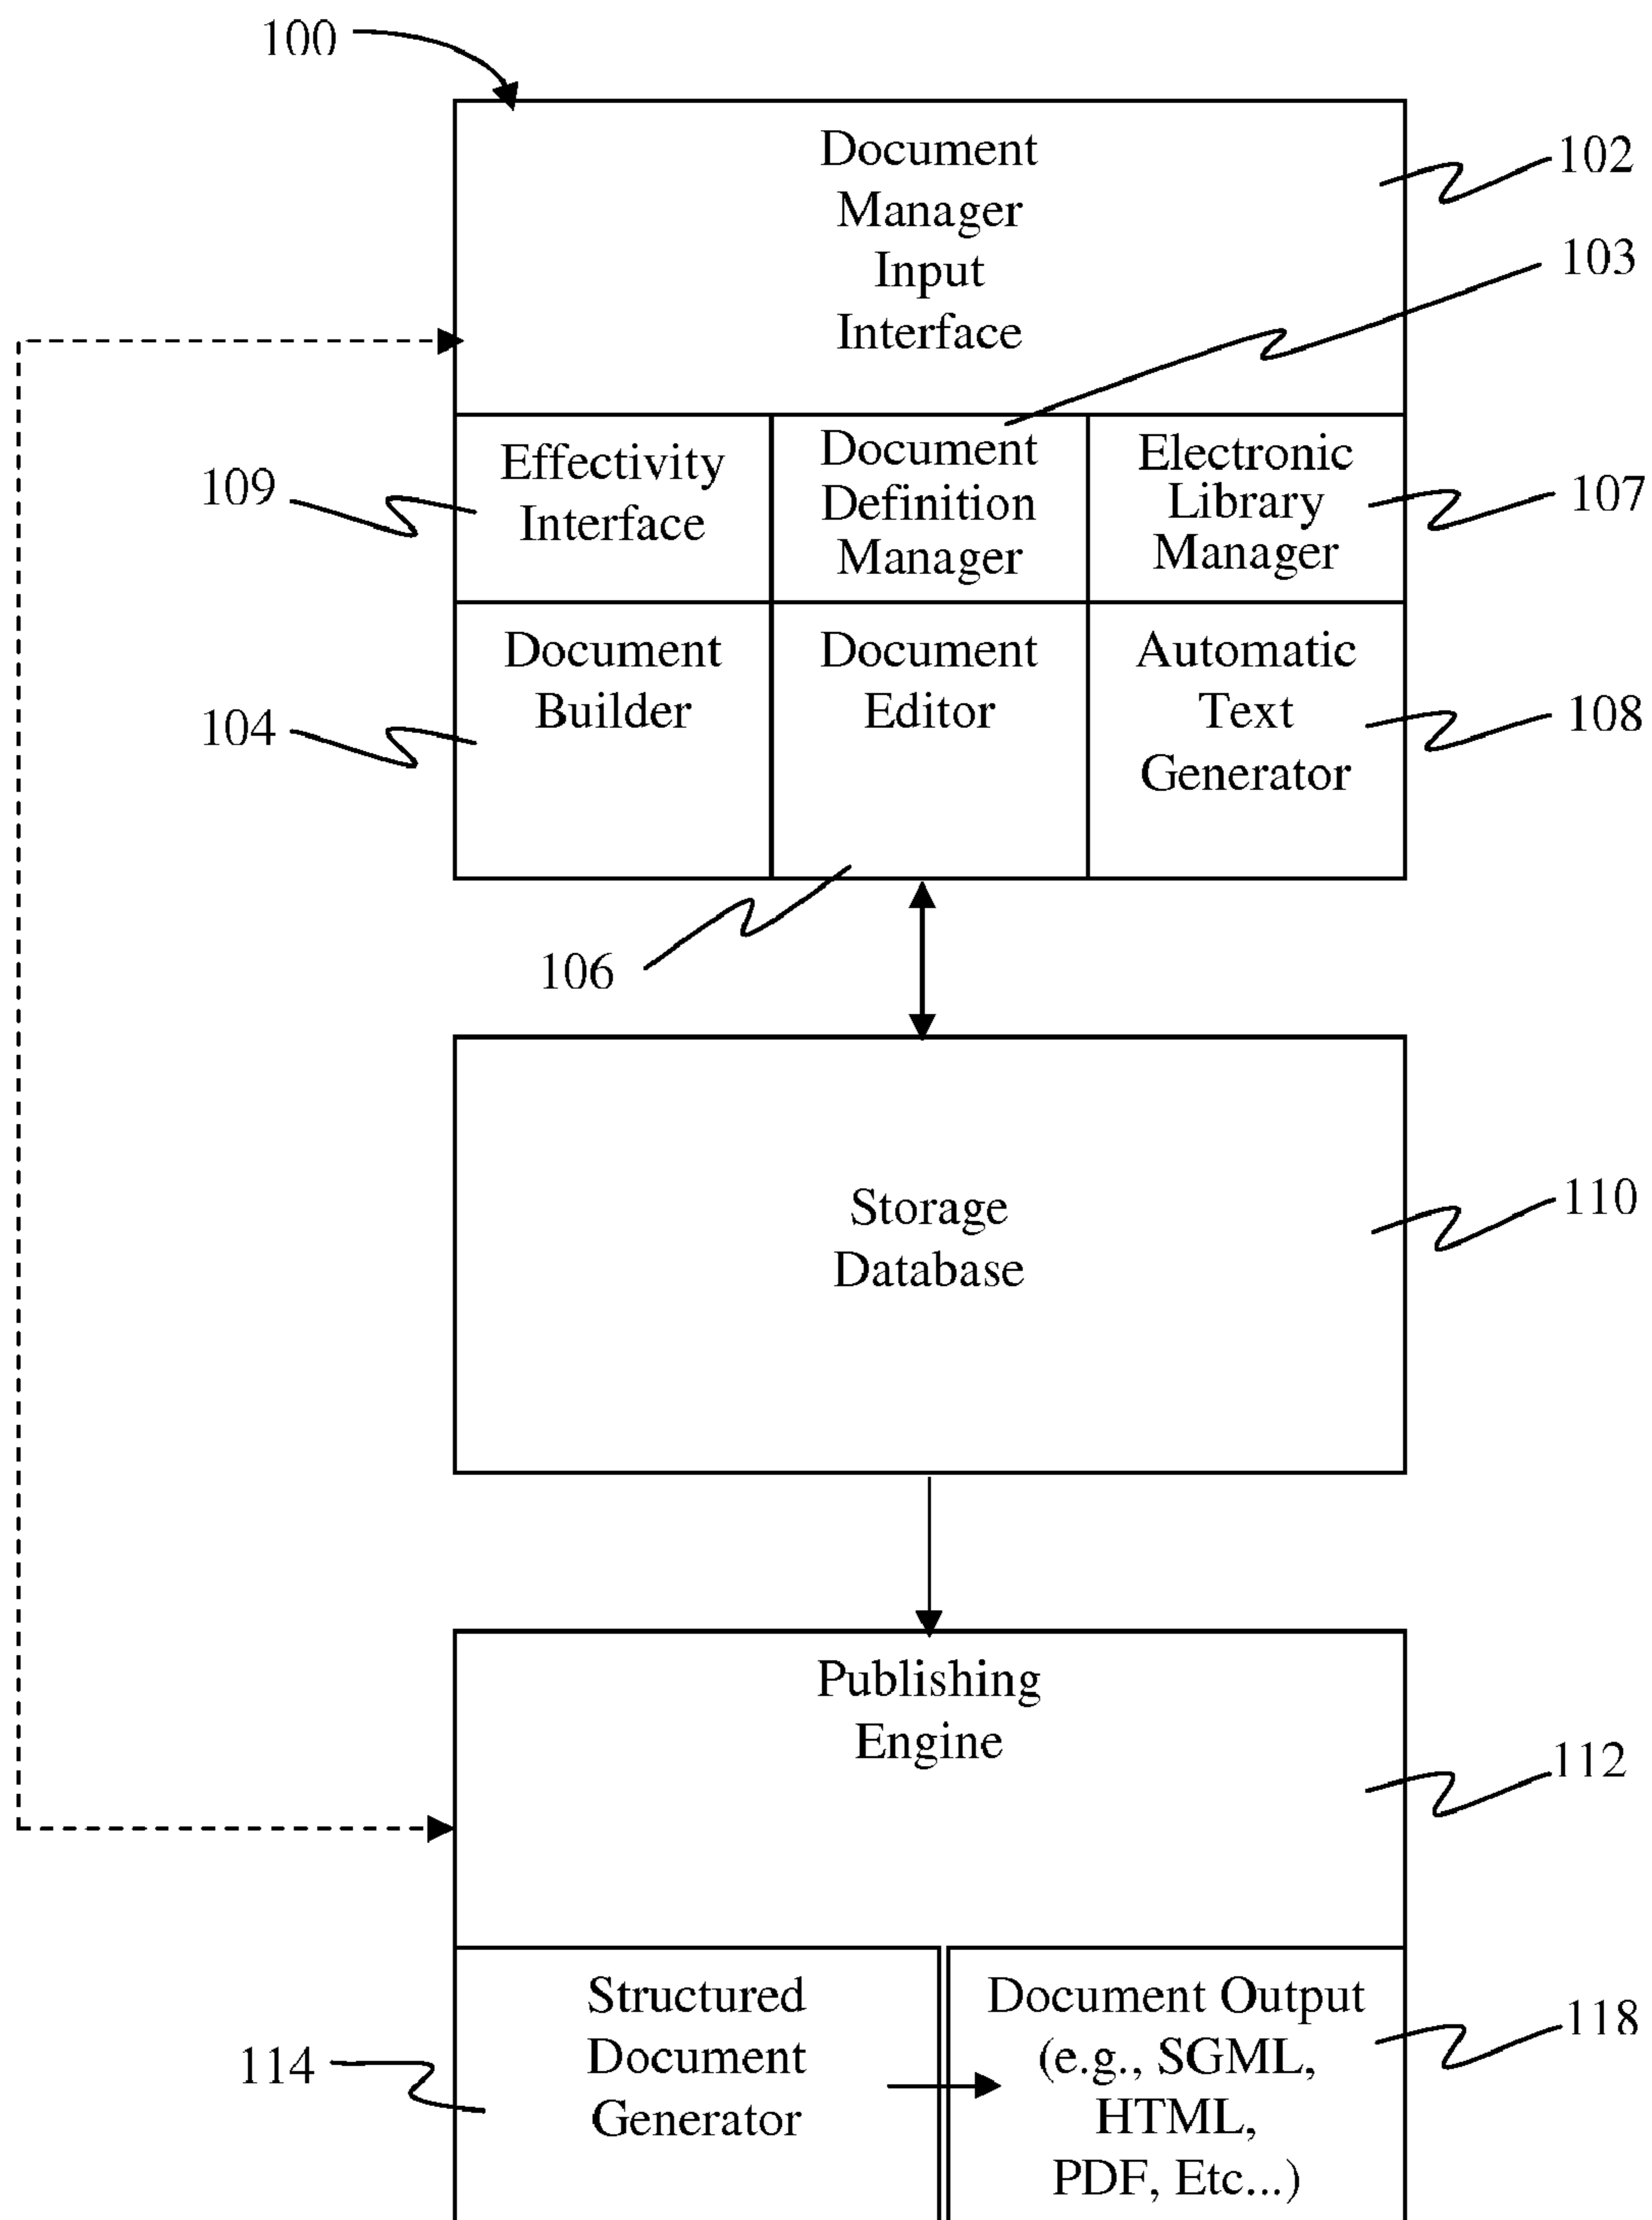 100
Document
Manager
Input
Interface
102
103
Effectivity
Interface
109
Document
Definition
Manager
Electronic
Library
Manager
107
Document
Builder
104
Document
Editor
106
Automatic
Text
Generator
108
Storage
Database
110
Publishing
Engine
112
Structured
Document
Generator
114
Document Output
(e.g., SGML,
HTML,
PDF, Etc...)
118